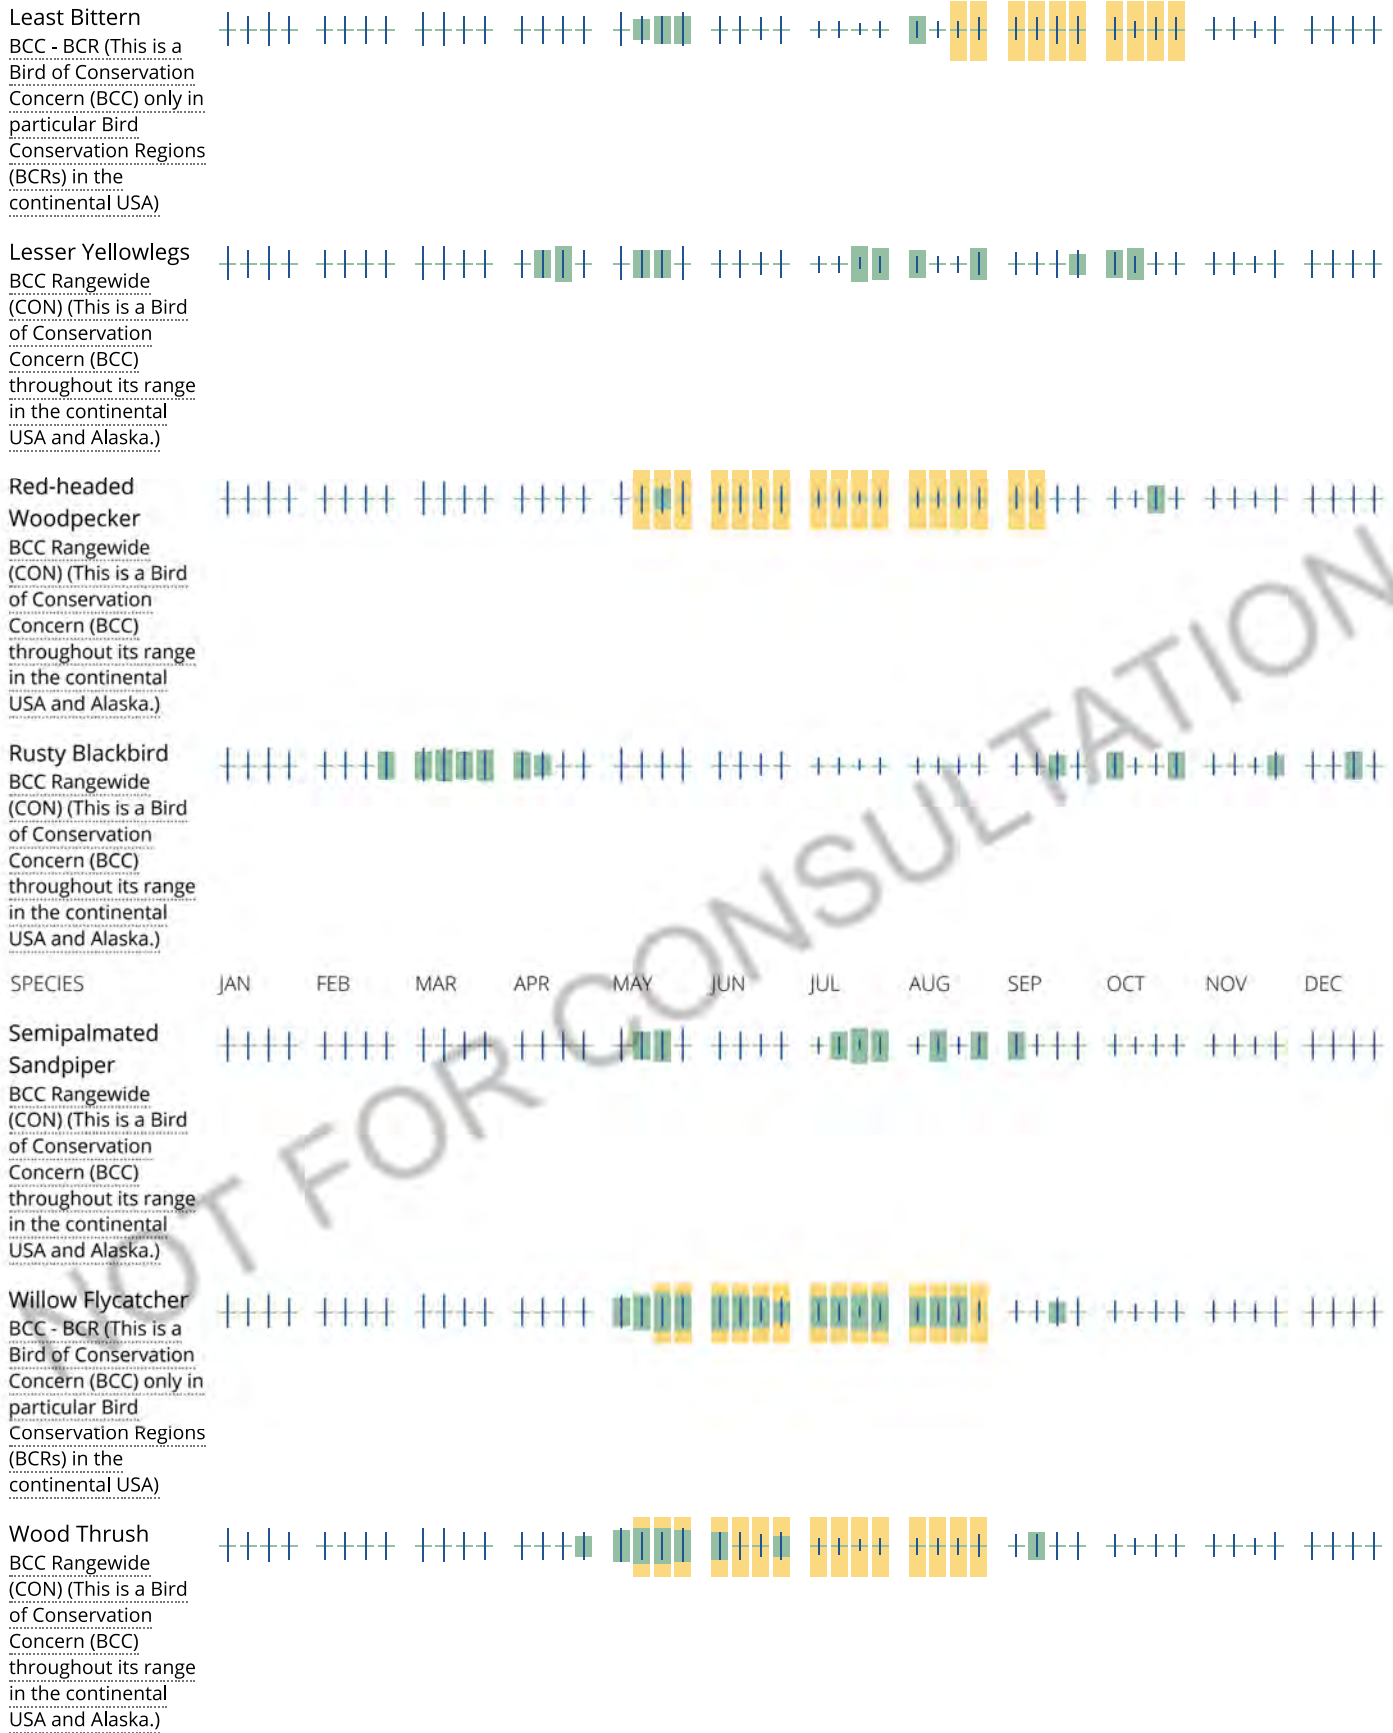 Least Bittern
BCC - BCR (This is a
Bird of Conservation
Concern (BCC) only in
particular Bird
Conservation Regions
(BCRs) in the
continental USA)
Lesser Yellowlegs
BCC Rangewide
(CON) (This is a Bird
of Conservation
Concern (BCC)
throughout its range
in the continental
USA and Alaska.)
Red-headed
Woodpecker
BCC Rangewide
(CON) (This is a Bird
of Conservation
Concern (BCC)
throughout its range
in the continental
USA and Alaska.)
Rusty Blackbird
BCC Rangewide
(CON) (This is a Bird
of Conservation
Concern (BCC)
throughout its range
in the continental
USA and Alaska.)
SPECIES JAN FEB MAR APR MAY JUN JUL AUG SEP OCT NOV DEC
Semipalmated
Sandpiper
BCC Rangewide
(CON) (This is a Bird
of Conservation
Concern (BCC)
throughout its range
in the continental
USA and Alaska.)
Willow Flycatcher
BCC - BCR (This is a
Bird of Conservation
Concern (BCC) only in
particular Bird
Conservation Regions
(BCRs) in the
continental USA)
Wood Thrush
BCC Rangewide
(CON) (This is a Bird
of Conservation
Concern (BCC)
throughout its range
in the continental
USA and Alaska.)
NOT FOR CONSULTATION